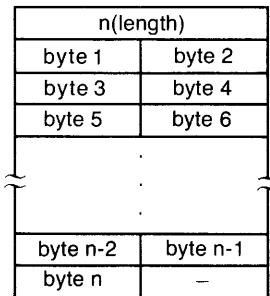 n(length)
byte 1 byte 2
byte 3 byte 4
byte 5 byte 6
.
.
.
byte n-2 byte n-1
byte n –